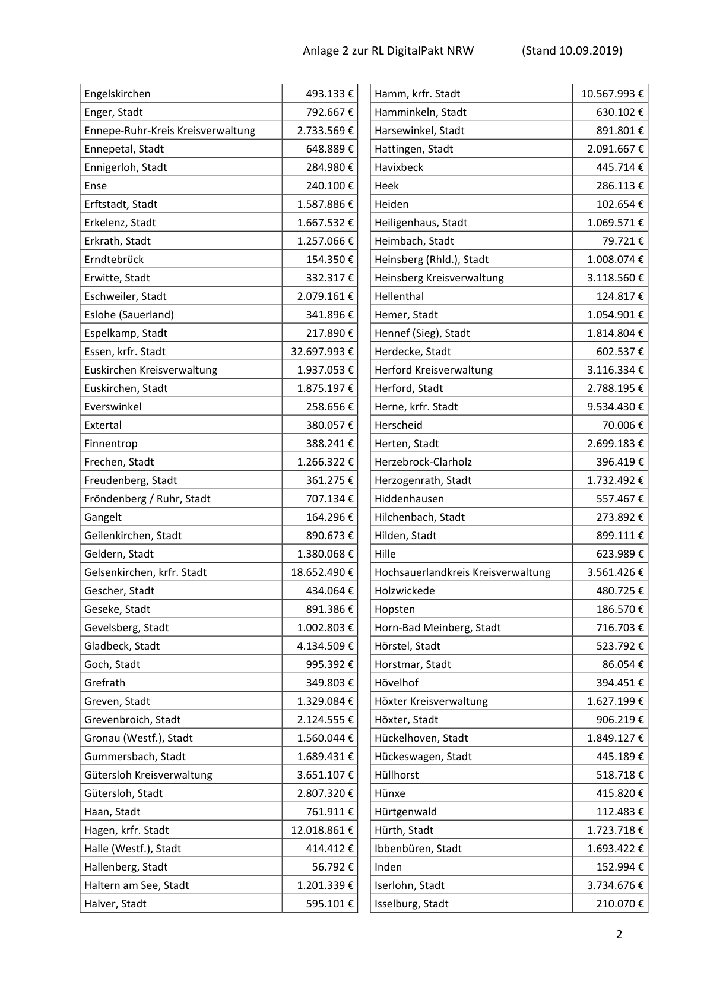 Anlage 2 zur RL DigitalPakt NRW (Stand 10.09.2019)
Engelskirchen 493.133 €
Enger, Stadt 792.667 €
Ennepe-Ruhr-Kreis Kreisverwaltung 2.733.569 €
Ennepetal, Stadt 648.889 €
Ennigerloh, Stadt 284.980 €
Ense 240.100 €
Erftstadt, Stadt 1.587.886 €
Erkelenz, Stadt 1.667.532 €
Erkrath, Stadt 1.257.066 €
Erndtebrück 154.350 €
Erwitte, Stadt 332.317 €
Eschweiler, Stadt 2.079.161 €
Eslohe (Sauerland) 341.896 €
Espelkamp, Stadt 217.890 €
Essen, krfr. Stadt 32.697.993 €
Euskirchen Kreisverwaltung 1.937.053 €
Euskirchen, Stadt 1.875.197 €
Everswinkel 258.656 €
Extertal 380.057 €
Finnentrop 388.241 €
Frechen, Stadt 1.266.322 €
Freudenberg, Stadt 361.275 €
Fröndenberg / Ruhr, Stadt 707.134 €
Gangelt 164.296 €
Geilenkirchen, Stadt 890.673 €
Geldern, Stadt 1.380.068 €
Gelsenkirchen, krfr. Stadt 18.652.490 €
Gescher, Stadt 434.064 €
Geseke, Stadt 891.386 €
Gevelsberg, Stadt 1.002.803 €
Gladbeck, Stadt 4.134.509 €
Goch, Stadt 995.392 €
Grefrath 349.803 €
Greven, Stadt 1.329.084 €
Grevenbroich, Stadt 2.124.555 €
Gronau (Westf.), Stadt 1.560.044 €
Gummersbach, Stadt 1.689.431 €
Gütersloh Kreisverwaltung 3.651.107 €
Gütersloh, Stadt 2.807.320 €
Haan, Stadt 761.911 €
Hagen, krfr. Stadt 12.018.861 €
Halle (Westf.), Stadt 414.412 €
Hallenberg, Stadt 56.792 €
Haltern am See, Stadt 1.201.339 €
Halver, Stadt 595.101 €
Hamm, krfr. Stadt 10.567.993 €
Hamminkeln, Stadt 630.102 €
Harsewinkel, Stadt 891.801 €
Hattingen, Stadt 2.091.667 €
Havixbeck 445.714 €
Heek 286.113 €
Heiden 102.654 €
Heiligenhaus, Stadt 1.069.571 €
Heimbach, Stadt 79.721 €
Heinsberg (Rhld.), Stadt 1.008.074 €
Heinsberg Kreisverwaltung 3.118.560 €
Hellenthal 124.817 €
Hemer, Stadt 1.054.901 €
Hennef (Sieg), Stadt 1.814.804 €
Herdecke, Stadt 602.537 €
Herford Kreisverwaltung 3.116.334 €
Herford, Stadt 2.788.195 €
Herne, krfr. Stadt 9.534.430 €
Herscheid 70.006 €
Herten, Stadt 2.699.183 €
Herzebrock-Clarholz 396.419 €
Herzogenrath, Stadt 1.732.492 €
Hiddenhausen 557.467 €
Hilchenbach, Stadt 273.892 €
Hilden, Stadt 899.111 €
Hille 623.989 €
Hochsauerlandkreis Kreisverwaltung 3.561.426 €
Holzwickede 480.725 €
Hopsten 186.570 €
Horn-Bad Meinberg, Stadt 716.703 €
Hörstel, Stadt 523.792 €
Horstmar, Stadt 86.054 €
Hövelhof 394.451 €
Höxter Kreisverwaltung 1.627.199 €
Höxter, Stadt 906.219 €
Hückelhoven, Stadt 1.849.127 €
Hückeswagen, Stadt 445.189 €
Hüllhorst 518.718 €
Hünxe 415.820 €
Hürtgenwald 112.483 €
Hürth, Stadt 1.723.718 €
Ibbenbüren, Stadt 1.693.422 €
Inden 152.994 €
Iserlohn, Stadt 3.734.676 €
Isselburg, Stadt 210.070 €
2